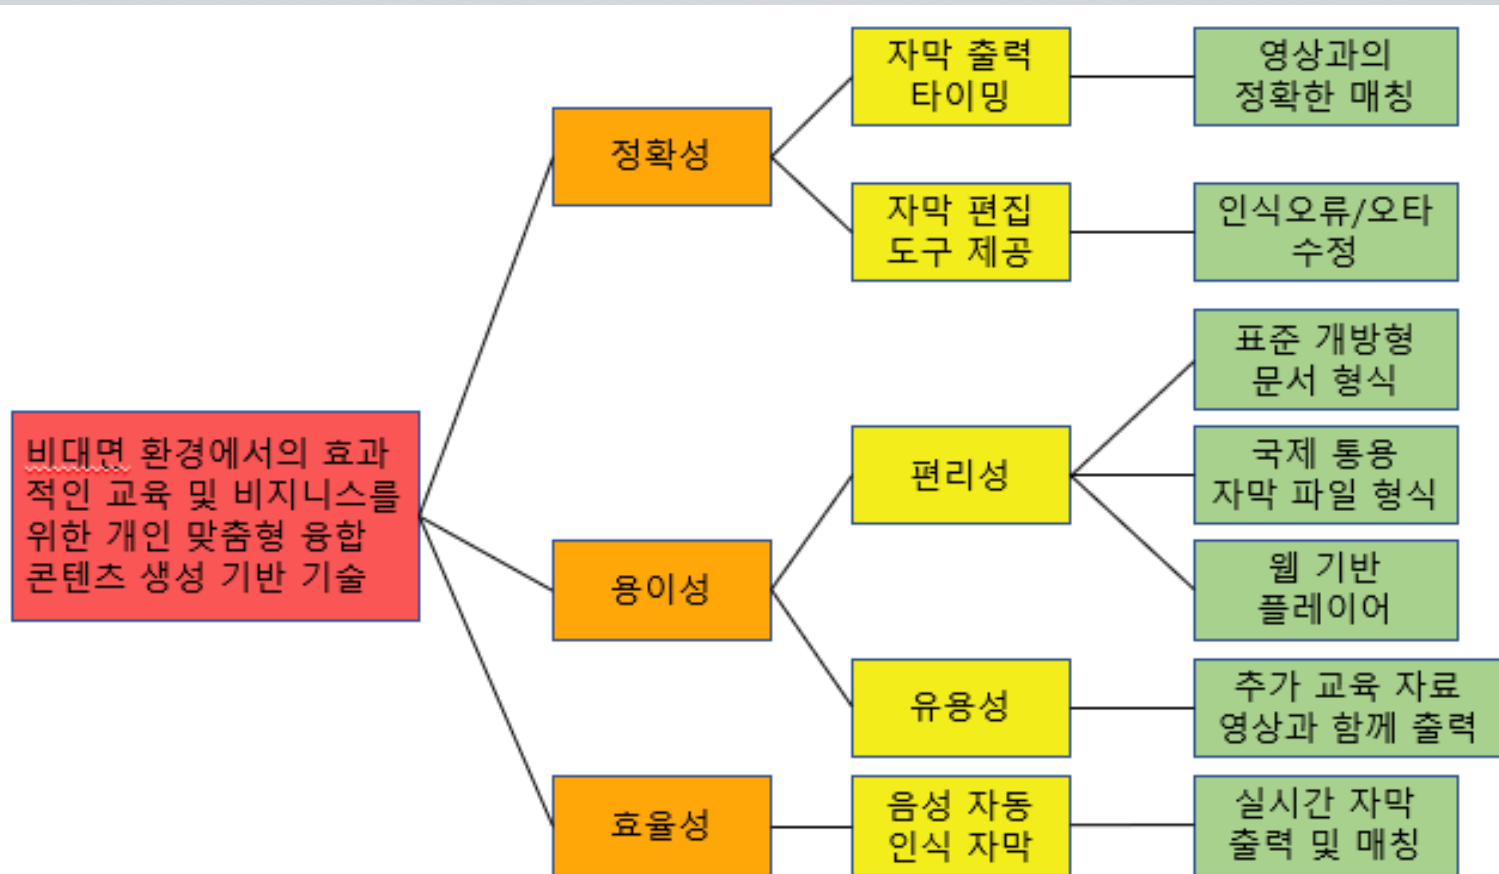 비대면 환경에서의 효과
적인 교육 및 비지니스를
위한 개인 맞춤형 융합
콘텐츠 생성 기반 기술
정확성
자막 출력
타이밍
영상과의
정확한 매칭
자막 편집
도구 제공
인식오류/오타
수정
용이성
편리성
표준 개방형
문서 형식
국제 통용
자막 파일 형식
웹 기반
플레이어
유용성
추가 교육 자료
영상과 함께 출력
효율성
음성 자동
인식 자막
실시간 자막
출력 및 매칭